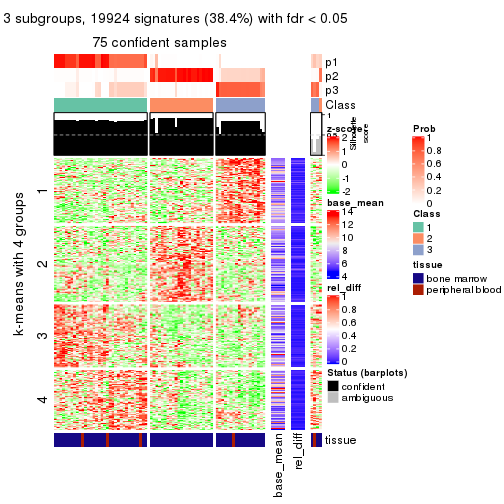 3 subgroups, 19924 signatures (38.4%) with fdr < 0.05
75 confident samples
p1
p2
p3
Class
1
0.5
Silhouette
score
k-means with 4 groups
1
2
3
4
tissue
base_mean
rel_diff
z-score
2
1
0
-1
-2
base_mean
14
12
10
8
6
4
rel_diff
1
0.8
0.6
0.4
0.2
0
Status (barplots)
confident
ambiguous
Prob
1
0.8
0.6
0.4
0.2
0
Class
1
2
3
tissue
bone marrow
peripheral blood